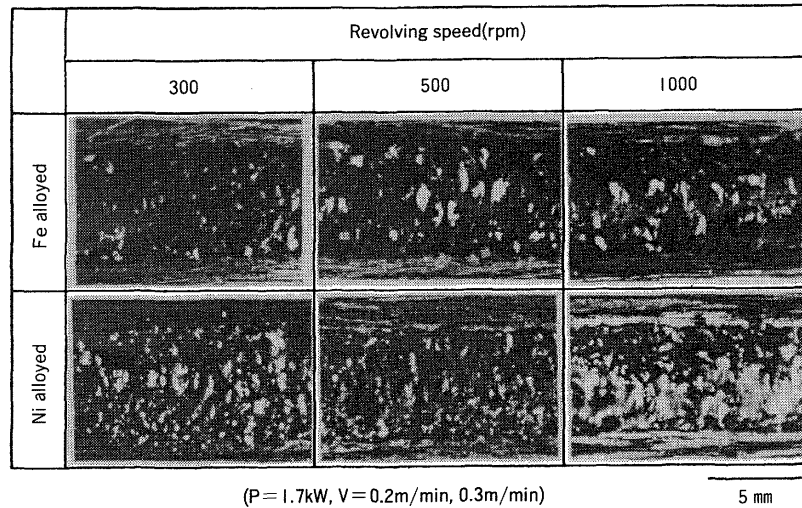 Revolving speed(rpm)
300 500 1000
Fe alloyed
Ni alloyed
(P=1.7kW, V=0.2m/min, 0.3m/min)
5 mm